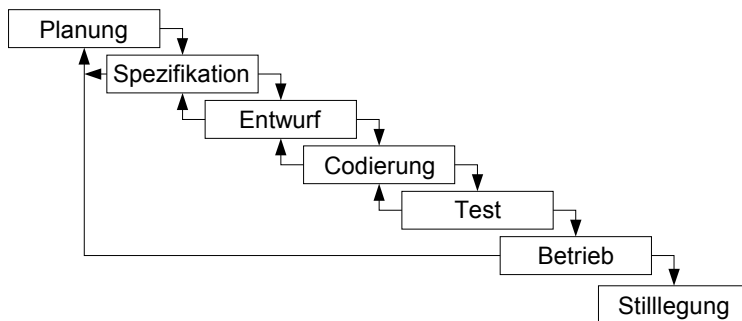 Planung
Spezifikation
Entwurf
Codierung
Test
Betrieb
Stilllegung